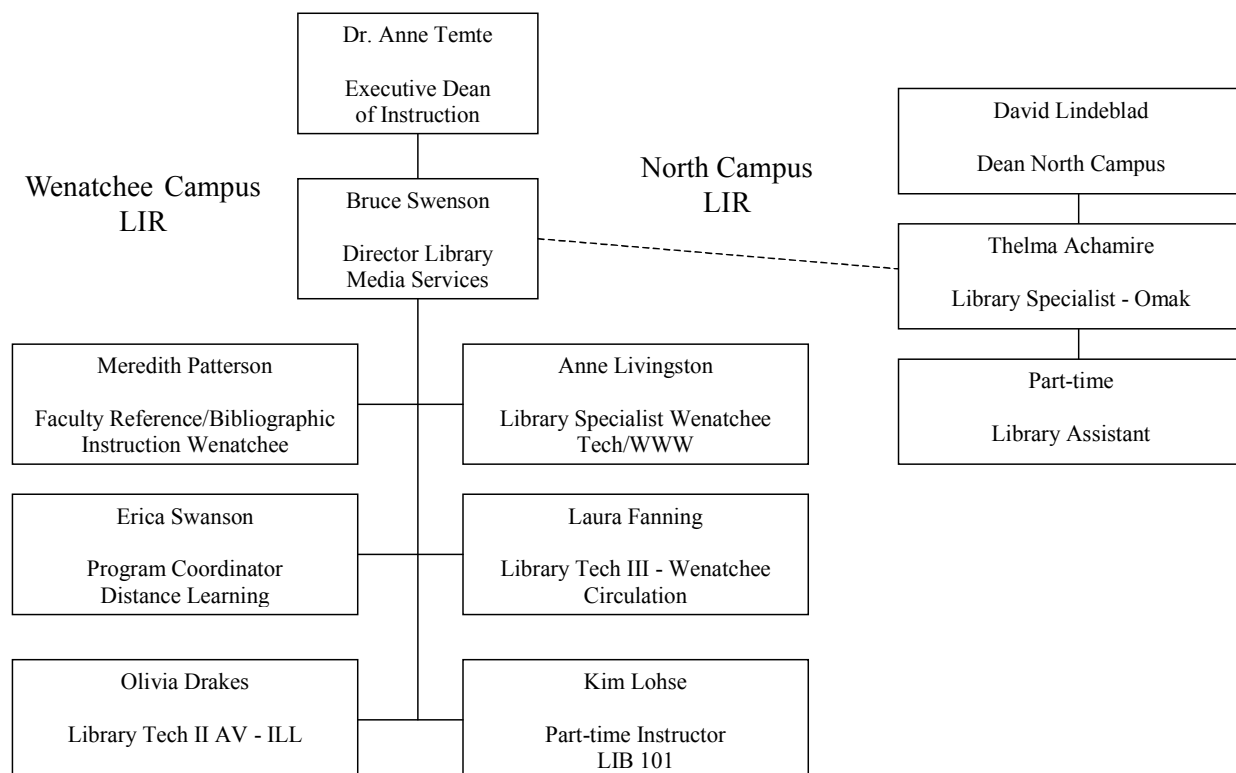 Dr. Anne Temte
Executive Dean
of Instruction
Wenatchee Campus
LIR
Bruce Swenson
Director Library
Media Services
North Campus
LIR
David Lindeblad
Dean North Campus
Thelma Achamire
Library Specialist - Omak
Part-time
Library Assistant
Meredith Patterson
Faculty Reference/Bibliographic
Instruction Wenatchee
Anne Livingston
Library Specialist Wenatchee
Tech/WWW
Erica Swanson
Program Coordinator
Distance Learning
Laura Fanning
Library Tech III - Wenatchee
Circulation
Olivia Drakes
Library Tech II AV - ILL
Kim Lohse
Part-time Instructor
LIB 101